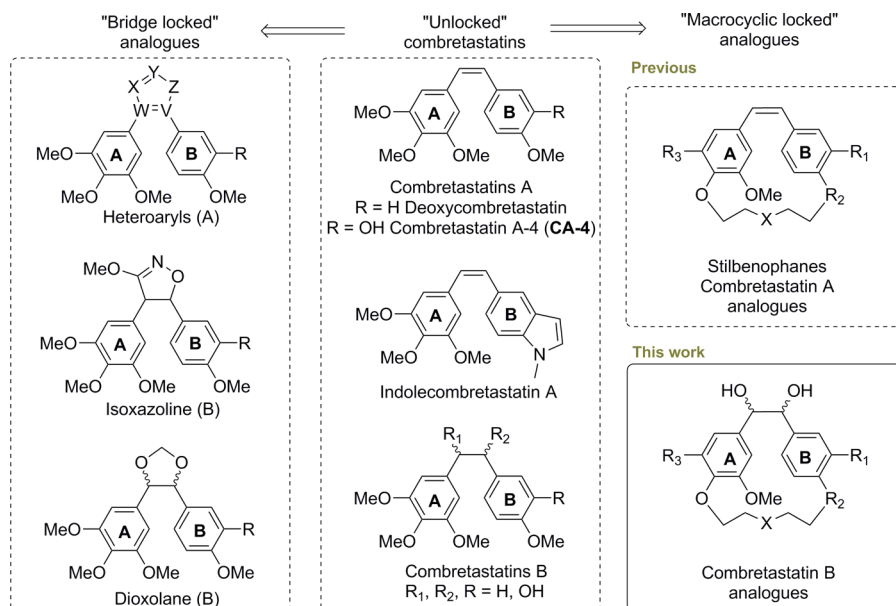 "Bridge locked"
analogues
"Unlocked"
combretastatins
"Macrocyclic locked"
analogues
Y
X Z
W=V
A B
MeO R
MeO OMe OMe
Heteroaryls (A)
MeO N
O
A B
MeO R
MeO OMe OMe
Isoxazoline (B)
O O
A B
MeO R
MeO OMe OMe
Dioxolane (B)
A B
MeO R
MeO OMe MeO
Combretastatins A
R = H Deoxycombretastatin
R = OH Combretastatin A-4 (CA-4)
A B
MeO
MeO OMe N
Indolecombretastatin A
R1 R2
A B
MeO R
MeO OMe OMe
Combretastatins B
R1, R2, R = H, OH
Previous
A B
R3 R1
O OMe R2
X
Stilbenophanes
Combretastatin A
analogues
This work
HO OH
A B
R3 R1
O OMe R2
X
Combretastatin B
analogues